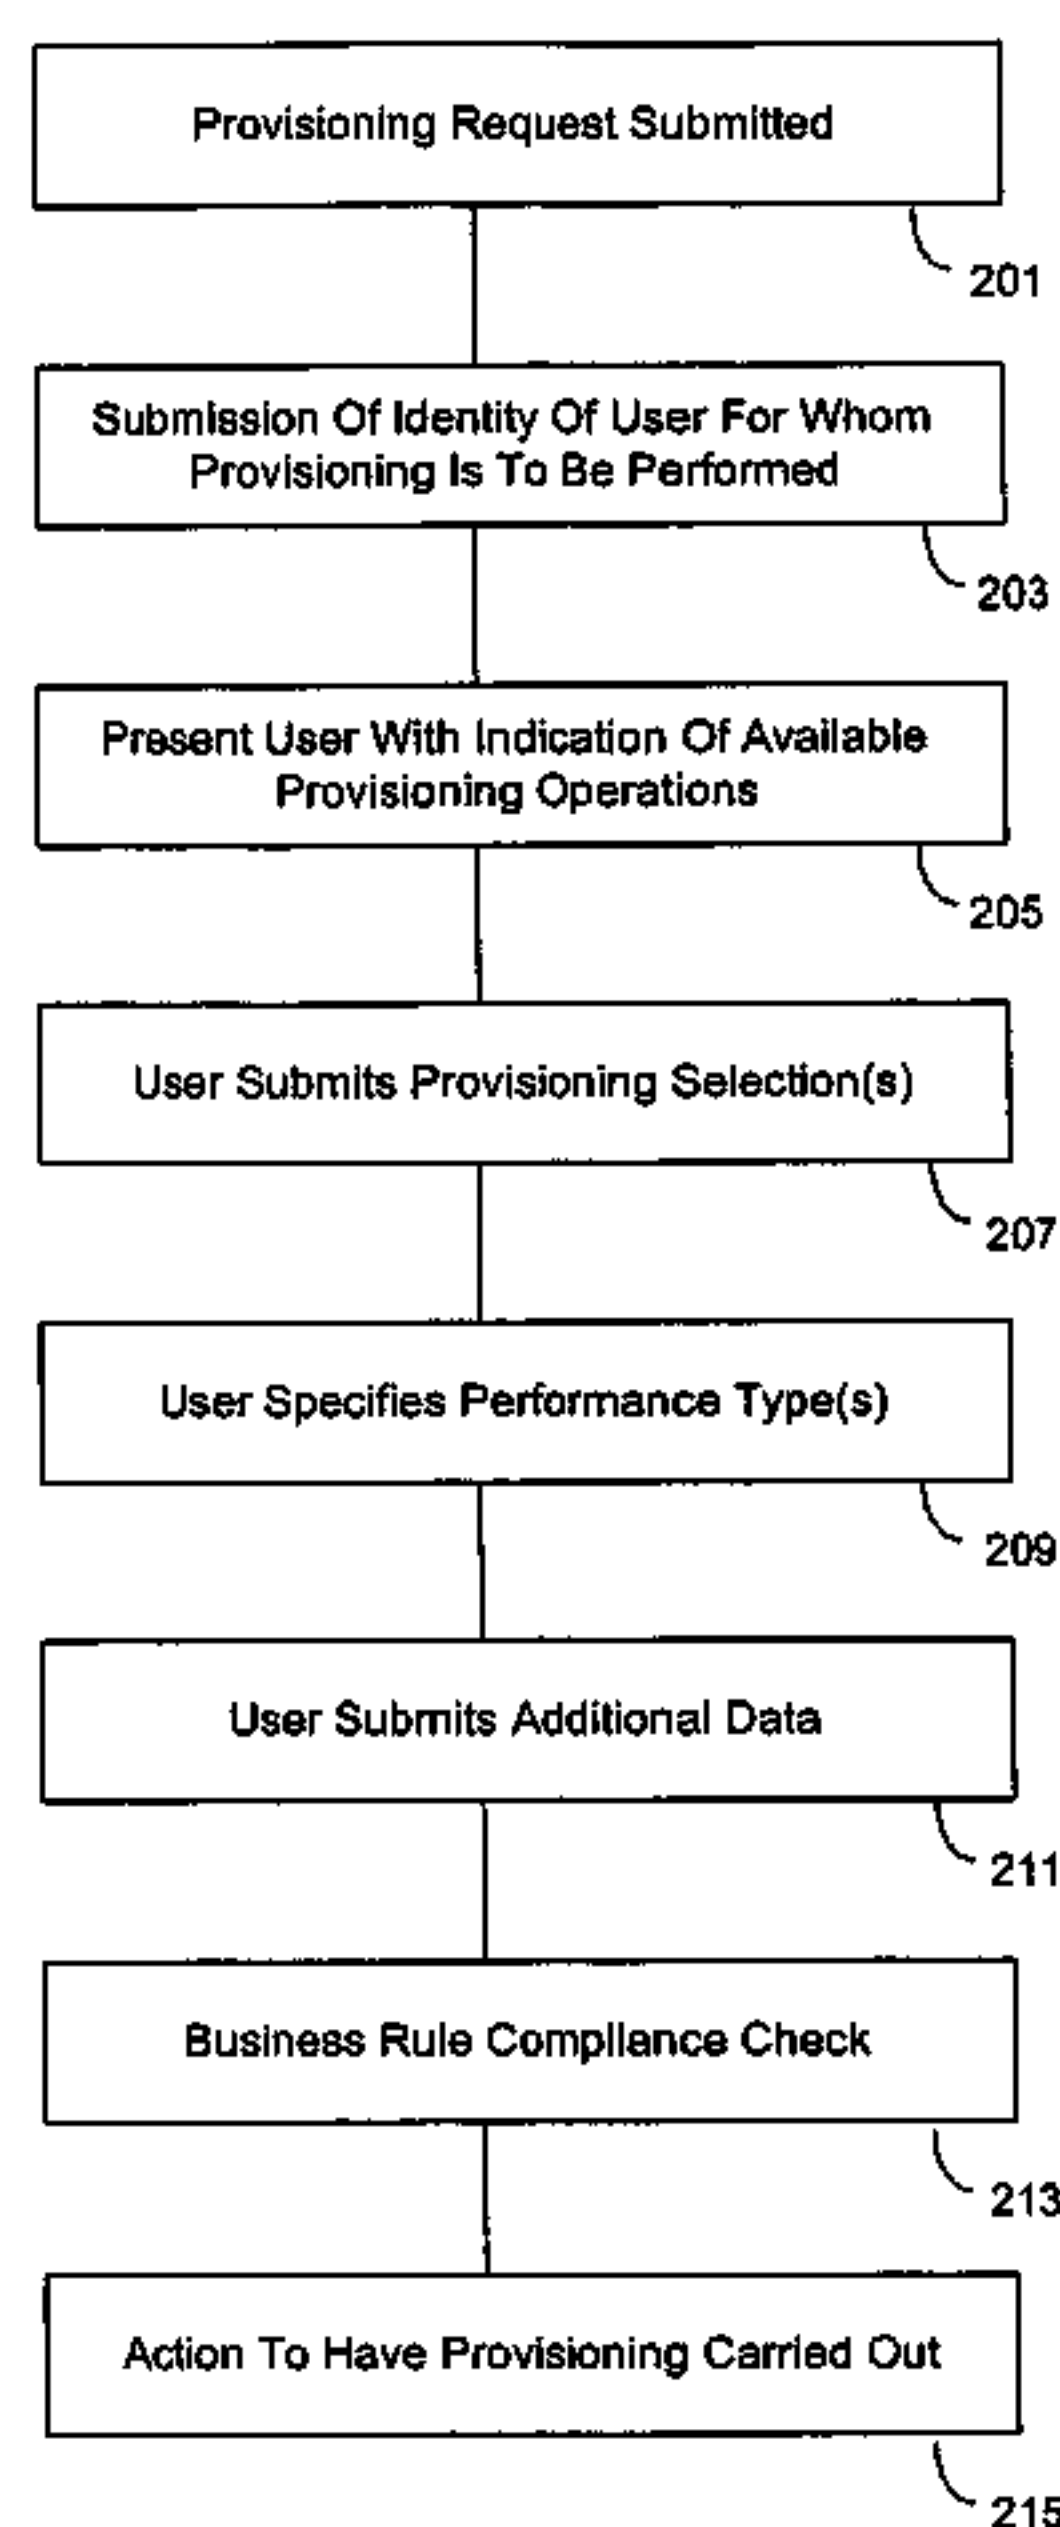 Provisioning Request Submitted
201
Submission Of Identity Of User For Whom
Provisioning Is To Be Performed
203
Present User With Indication Of Available
Provisioning Operations
205
User Submits Provisioning Selection(s)
207
User Specifies Performance Type(s)
209
User Submits Additional Data
211
Business Rule Compliance Check
213
Action To Have Provisioning Carried Out
215